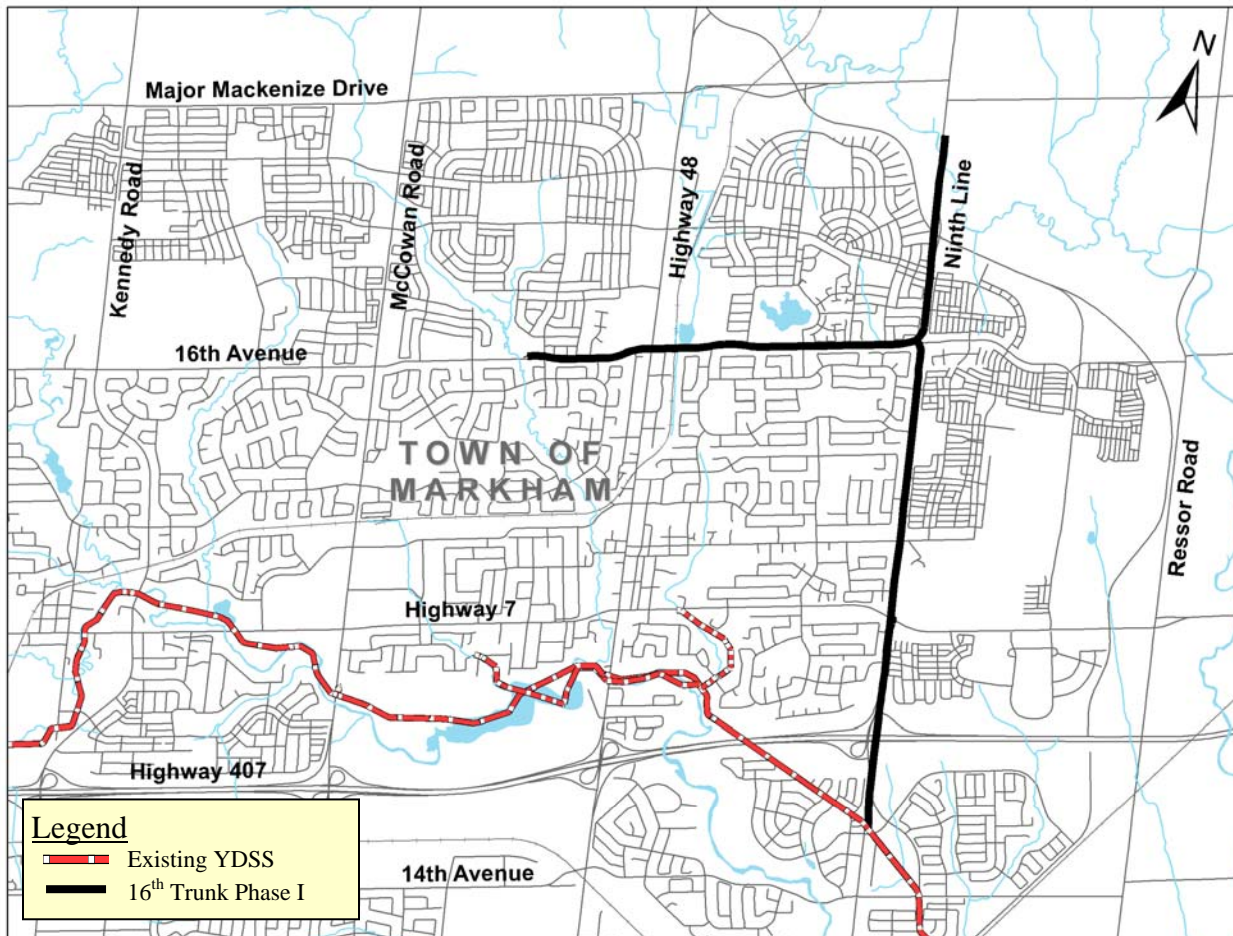 N
Major Mackenize Drive
Kennedy Road
McCowan Road
Highway 48
Ninth Line
16th Avenue
TOWN OF
MARKHAM
Ressor Road
Highway 7
Highway 407
14th Avenue
Legend
Existing YDSS
16th Trunk Phase I